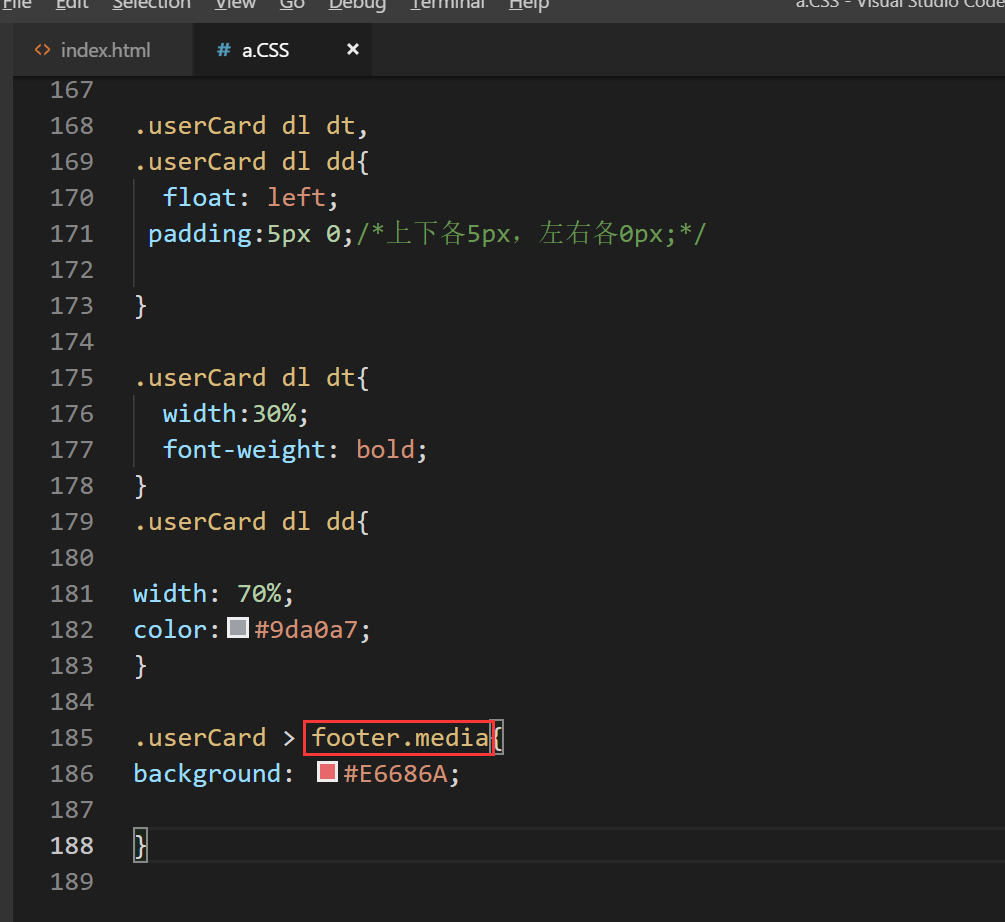 File Edit Selection View Go Debug Terminal Help a.CSS - Visual Studio Code
index.html # a.CSS ×
167
168 .userCard dl dt,
169 .userCard dl dd{
170 float: left;
171 padding:5px 0;/*上下各5px，左右各0px;*/
172
173 }
174
175 .userCard dl dt{
176 width:30%;
177 font-weight: bold;
178 }
179 .userCard dl dd{
180
181 width: 70%;
182 color:#9da0a7;
183 }
184
185 .userCard > footer.media{
186 background: #E6686A;
187
188 }
189